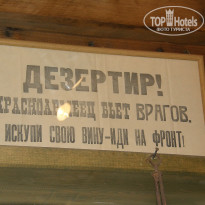 TOP HOTELS
ФОТО ТУРИСТА
ДЕЗЕРТИР!
КРАСНОАРМЕЕЦ БЬЕТ ВРАГОВ,
ИСКУПИ СВОЮ ВИНУ-ИДИ НА ФРОНТ!